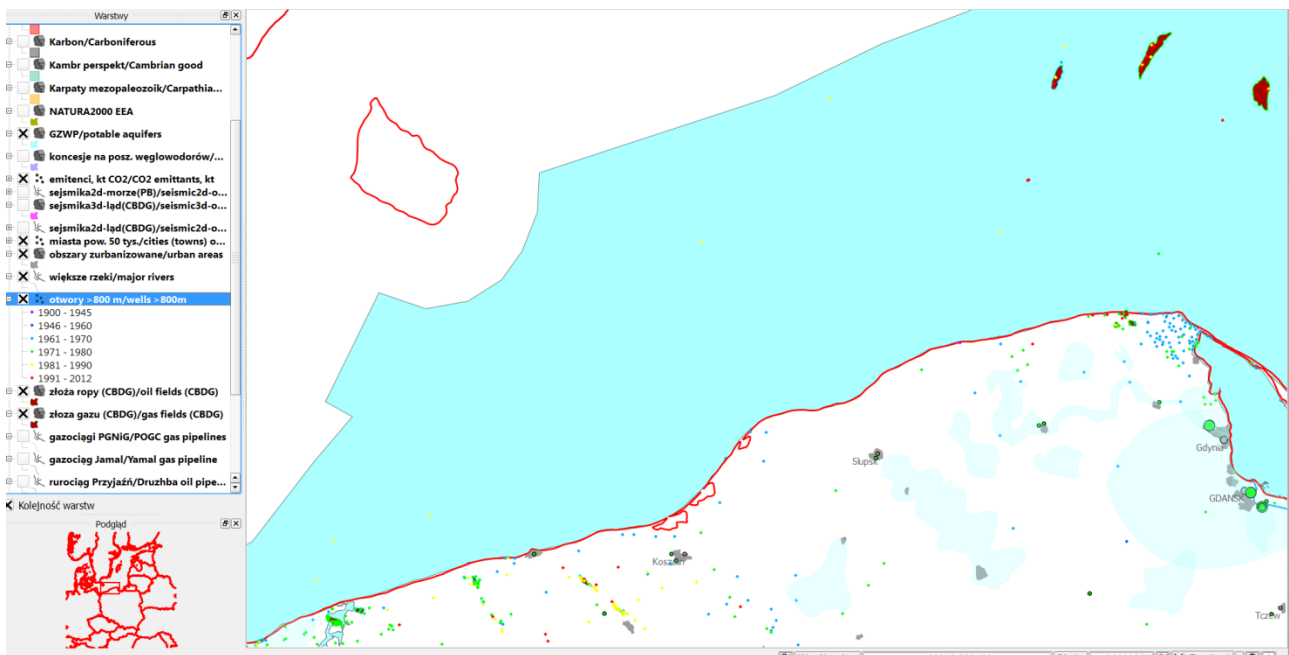 Warstwy
Karbon/Carboniferous
Kambr perspekt/Cambrian good
Karpaty mezopaleozoik/Carpathia...
NATURA2000 EEA
GZWP/potable aquifers
koncesje na posz. węglowodorów/...
emitenci, kt CO2/CO2 emittants, kt
sejsmika2d-morze(PB)/seismic2d-o...
sejsmika3d-ląd(CBDG)/seismic3d-o...
sejsmika2d-ląd(CBDG)/seismic2d-o...
miasta pow. 50 tys./cities (towns) o...
obszary zurbanizowane/urban areas
większe rzeki/major rivers
otwory >800 m/wells >800m
1900 - 1945
1946 - 1960
1961 - 1970
1971 - 1980
1981 - 1990
1991 - 2012
złoża ropy (CBDG)/oil fields (CBDG)
złoza gazu (CBDG)/gas fields (CBDG)
gazociągi PGNiG/POGC gas pipelines
gazociąg Jamal/Yamal gas pipeline
rurociąg Przyjaźń/Druzhba oil pipe...
Kolejność warstw
Podgląd
Gdynia
Słupsk
GDAŃSK
Koszalin
Tczew